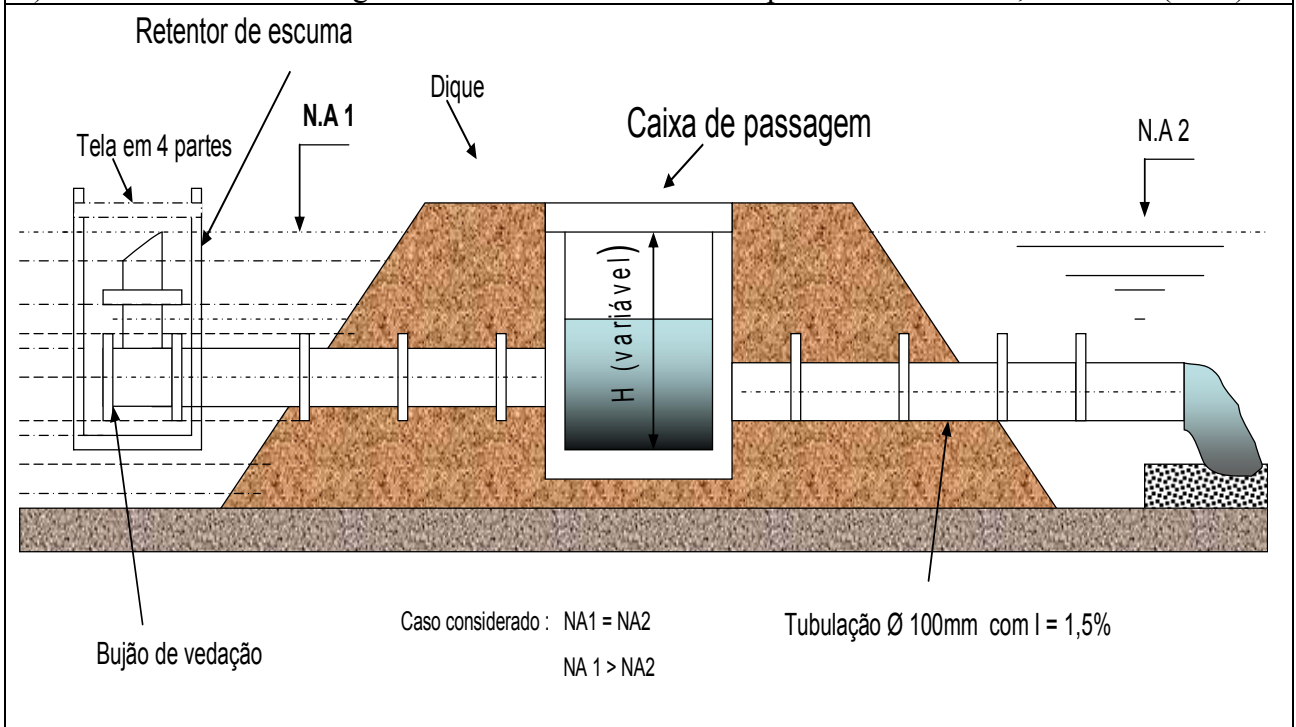 Retentor de escuma
Dique
N.A 1
Caixa de passagem
N.A 2
Tela em 4 partes
H (variável)
Caso considerado : NA1 = NA2
NA 1 > NA2
Tubulação Ø 100mm com I = 1,5%
Bujão de vedação